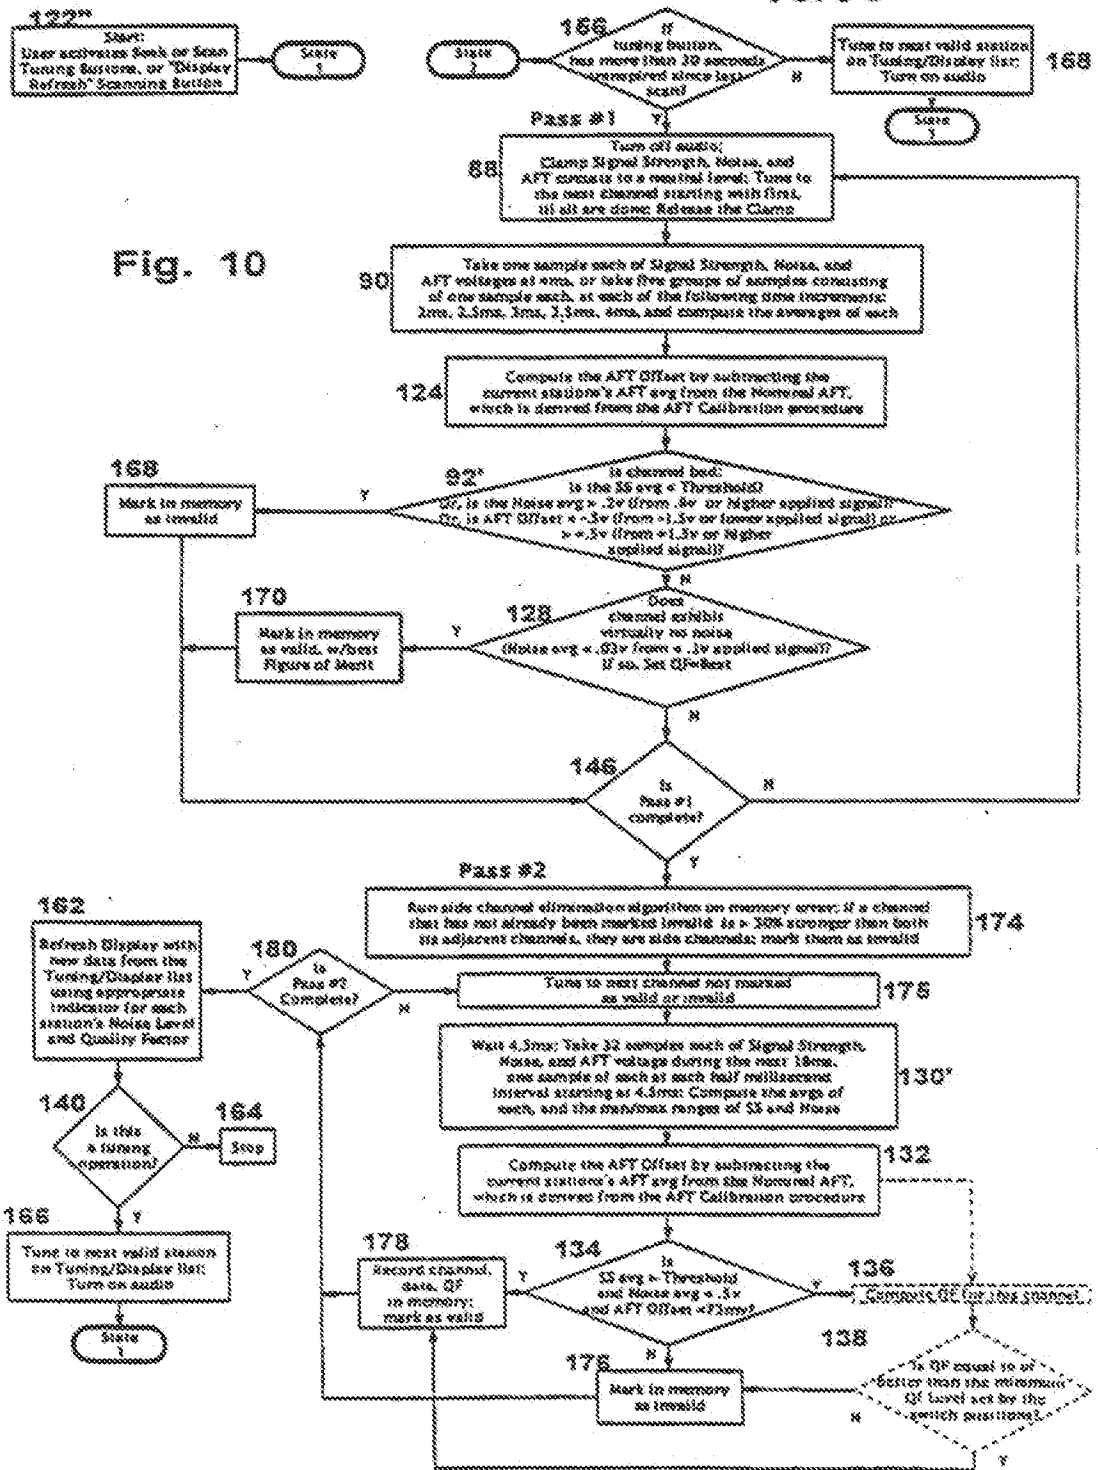 122"
Start:
User activates Seek or Scan
Tuning Buttons, or "Display
Refresh" Scanning Button
State
1
State
166
If
tuning button,
has more than 30 seconds
transpired since last
scan?
N
Y
Tune to next valid station
on Tuning/Display list;
Turn on audio
168
State
Pass #1
88
Turn off audio;
Clamp Signal Strength, Noise, and
AFT circuits to a neutral level; Tune to
the next channel starting with first,
til all are done; Release the Clamp
Fig. 10
90
Take one sample each of Signal Strength, Noise, and
AFT voltages at 4ms, or take five groups of samples consisting
of one sample each, at each of the following time increments:
2ms, 2.5ms, 3ms, 3.5ms, 4ms, and compute the averages of each
124
Compute the AFT Offset by subtracting the
current stations's AFT avg from the Nominal AFT,
which is derived from the AFT Calibration procedure
92'
Is channel bad:
Is the SS avg < Threshold?
Or, is the Noise avg > .2v (from .6v or higher applied signal)?
Or, is AFT Offset < -.5v (from -1.5v or lower applied signal) or
> +.5v (from +1.5v or higher
applied signal)?
Y
N
168
Mark in memory
as invalid
128
Does
channel exhibit
virtually no noise
(Noise avg < .03v from < .1v applied signal)?
If so, Set QF=Best
Y
N
170
Mark in memory
as valid, w/best
Figure of Merit
146
Is
Pass #1
complete?
N
Y
Pass #2
Run side channel elimination algorithm on memory array: if a channel
that has not already been marked invalid is > 30% stronger than both
its adjacent channels, they are side channels; mark them as invalid
174
162
Refresh Display with
new data from the
Tuning/Display list
using appropriate
indicator for each
station's Noise Level
and Quality Factor
180
Is
Pass #2
Complete?
Y
N
Tune to next channel not marked
as valid or invalid
175
Wait 4.5ms; Take 32 samples each of Signal Strength,
Noise, and AFT voltage during the next 16ms,
one sample of each at each half millisecond
interval starting at 4.5ms; Compute the avgs of
each, and the min/max ranges of SS and Noise
130'
140
Is this
a tuning
operation?
N
Y
164
Stop
Compute the AFT Offset by subtracting the
current stations's AFT avg from the Nominal AFT,
which is derived from the AFT Calibration procedure
132
166
Tune to next valid station
on Tuning/Display list;
Turn on audio
State
178
Record channel,
data, QF
in memory;
mark as valid
134
Is
SS avg > Threshold
and Noise avg < .5v
and AFT Offset <75mv?
Y
Y
N
136
Compute QF for this channel
138
Is QF equal to or
better than the minimum
QF Level set by the
switch positions?
N
Y
176
Mark in memory
as invalid